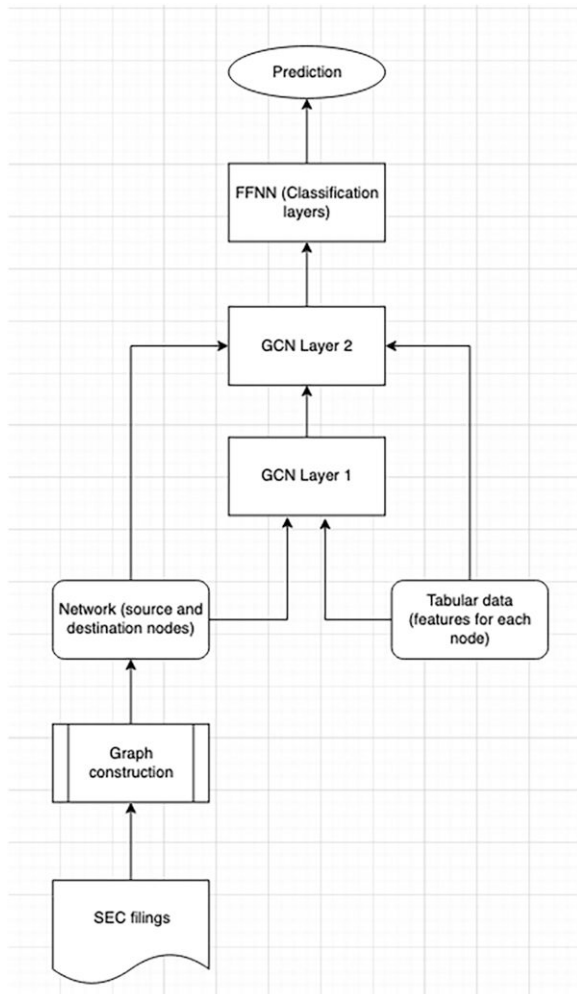 Prediction
FFNN (Classification
layers)
GCN Layer 2
GCN Layer 1
Network (source and
destination nodes)
Tabular data
(features for each
node)
Graph
construction
SEC filings